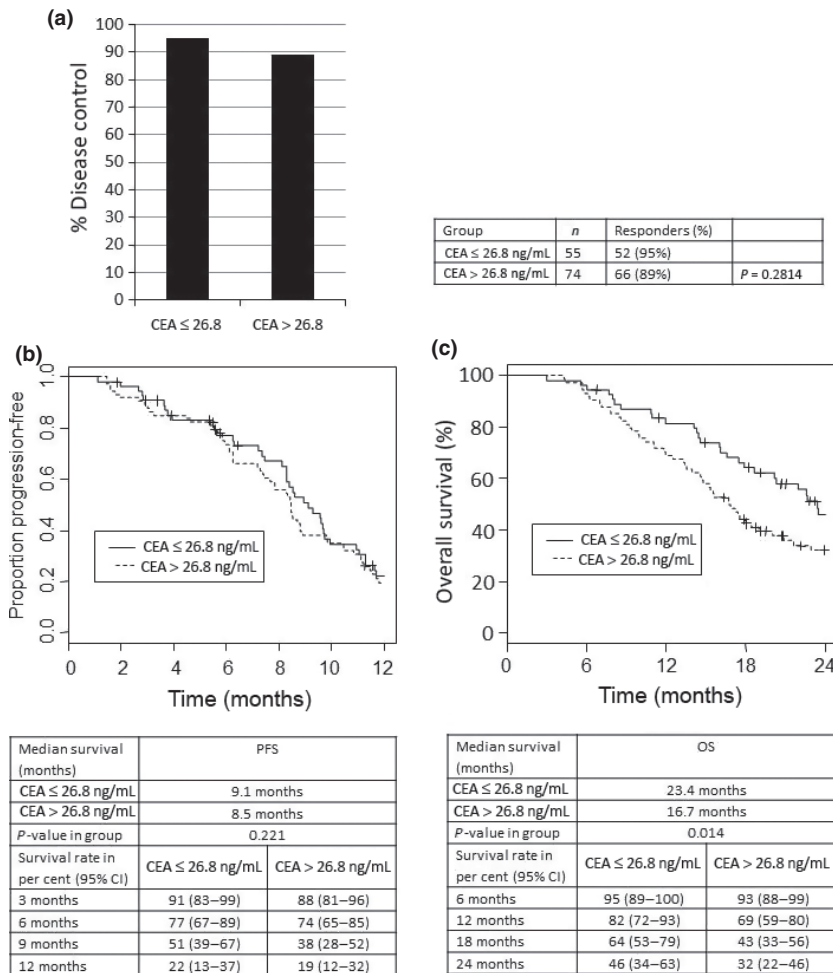 (a)
100
90
80
70
60
50
40
30
20
10
0
% Disease control
CEA ≤ 26.8 CEA > 26.8
Group n Responders (%)
CEA ≤ 26.8 ng/mL 55 52 (95%)
CEA > 26.8 ng/mL 74 66 (89%) P = 0.2814
(b)
1.0
0.8
0.6
0.4
0.2
0.0
Proportion progression-free
CEA ≤ 26.8 ng/mL
CEA > 26.8 ng/mL
0 2 4 6 8 10 12
Time (months)
(c)
100
80
60
40
20
0
Overall survival (%)
CEA ≤ 26.8 ng/mL
CEA > 26.8 ng/mL
0 6 12 18 24
Time (months)
Median survival (months) PFS
CEA ≤ 26.8 ng/mL 9.1 months
CEA > 26.8 ng/mL 8.5 months
P-value in group 0.221
Survival rate in per cent (95% CI) CEA ≤ 26.8 ng/mL CEA > 26.8 ng/mL
3 months 91 (83–99) 88 (81–96)
6 months 77 (67–89) 74 (65–85)
9 months 51 (39–67) 38 (28–52)
12 months 22 (13–37) 19 (12–32)
Median survival (months) OS
CEA ≤ 26.8 ng/mL 23.4 months
CEA > 26.8 ng/mL 16.7 months
P-value in group 0.014
Survival rate in per cent (95% CI) CEA ≤ 26.8 ng/mL CEA > 26.8 ng/mL
6 months 95 (89–100) 93 (88–99)
12 months 82 (72–93) 69 (59–80)
18 months 64 (53–79) 43 (33–56)
24 months 46 (34–63) 32 (22–46)